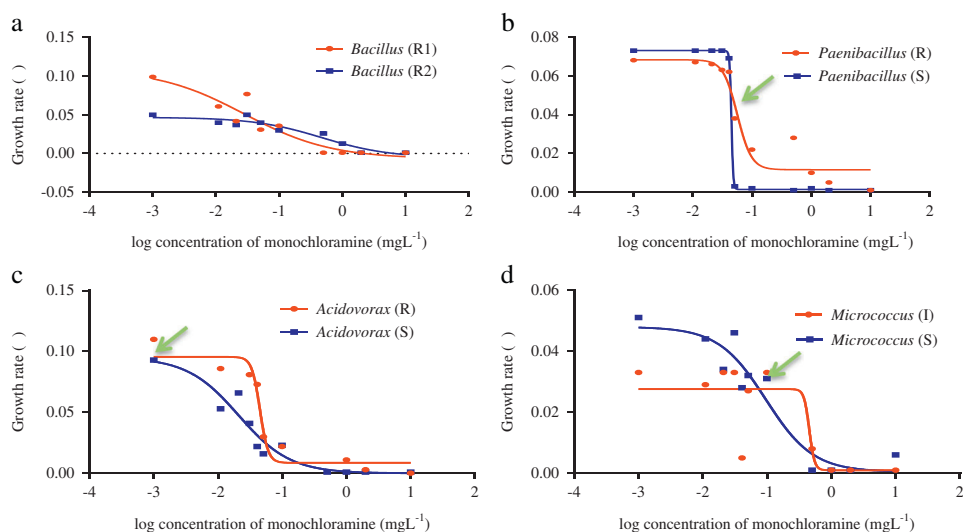 a
0.15
0.10
0.05
0.00
-0.05
Growth rate ( )
Bacillus (R1)
Bacillus (R2)
-4 -3 -2 -1 0 1 2
log concentration of monochloramine (mgL⁻¹)
b
0.08
0.06
0.04
0.02
0.00
Growth rate ( )
Paenibacillus (R)
Paenibacillus (S)
-4 -3 -2 -1 0 1 2
log concentration of monochloramine (mgL⁻¹)
c
0.15
0.10
0.05
0.00
Growth rate ( )
Acidovorax (R)
Acidovorax (S)
-4 -3 -2 -1 0 1 2
log concentration of monochloramine (mgL⁻¹)
d
0.06
0.04
0.02
0.00
Growth rate ( )
Micrococcus (I)
Micrococcus (S)
-4 -3 -2 -1 0 1 2
log concentration of monochloramine (mgL⁻¹)